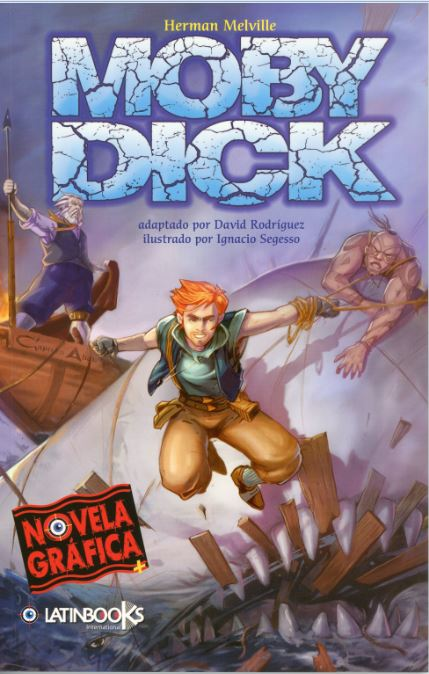 Herman Melville
MOBY
DICK
adaptado por David Rodríguez
ilustrado por Ignacio Segesso
NOVELA
GRÁFICA
LATINBOOKS
International